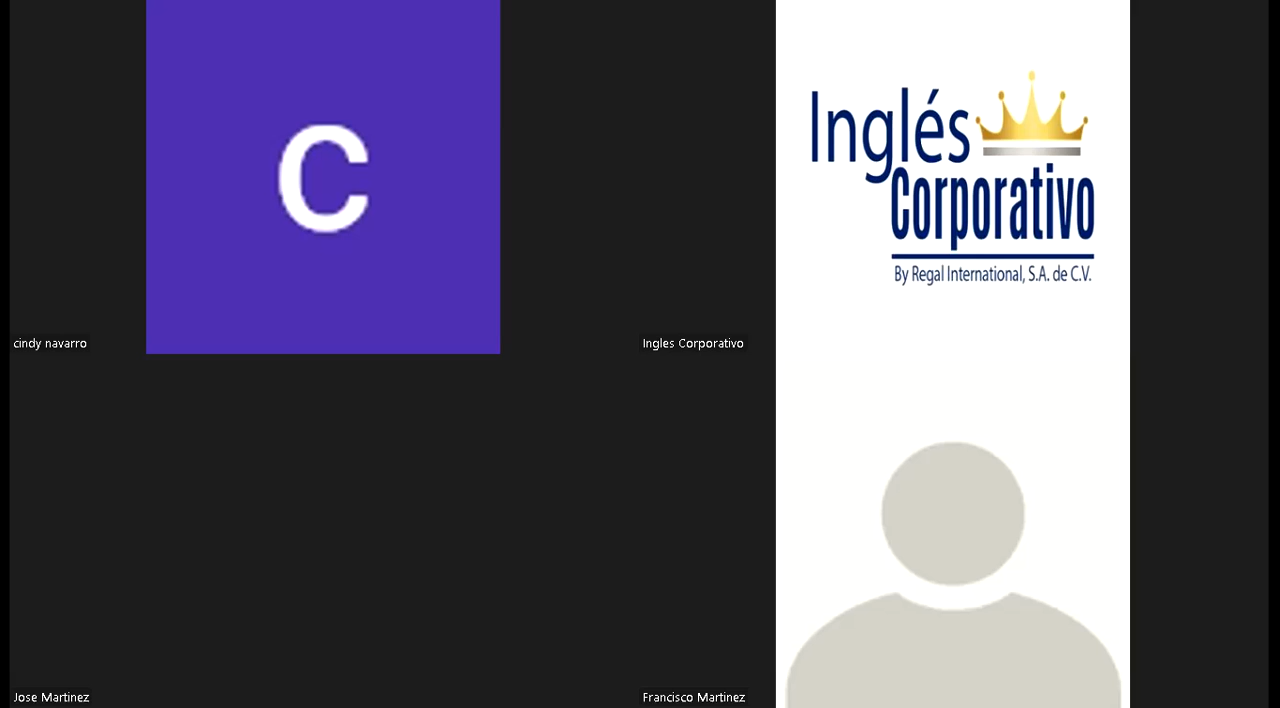 C
cindy navarro
Inglés
Corporativo
By Regal International, S.A. de C.V.
Ingles Corporativo
Jose Martinez
Francisco Martinez